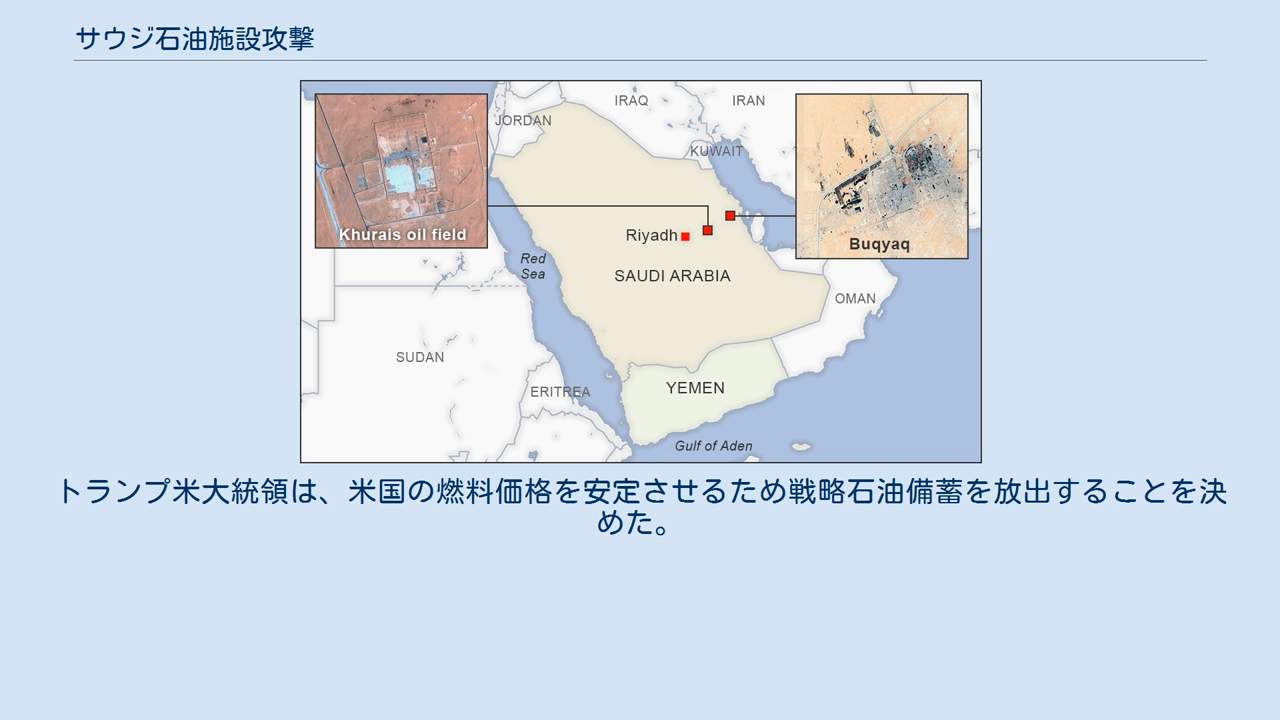 サウジ石油施設攻撃
IRAQ
IRAN
JORDAN
KUWAIT
Khurais oil field
Riyadh
Buqyaq
Red
Sea
SAUDI ARABIA
OMAN
SUDAN
ERITREA
YEMEN
Gulf of Aden
トランプ米大統領は、米国の燃料価格を安定させるため戦略石油備蓄を放出することを決
めた。